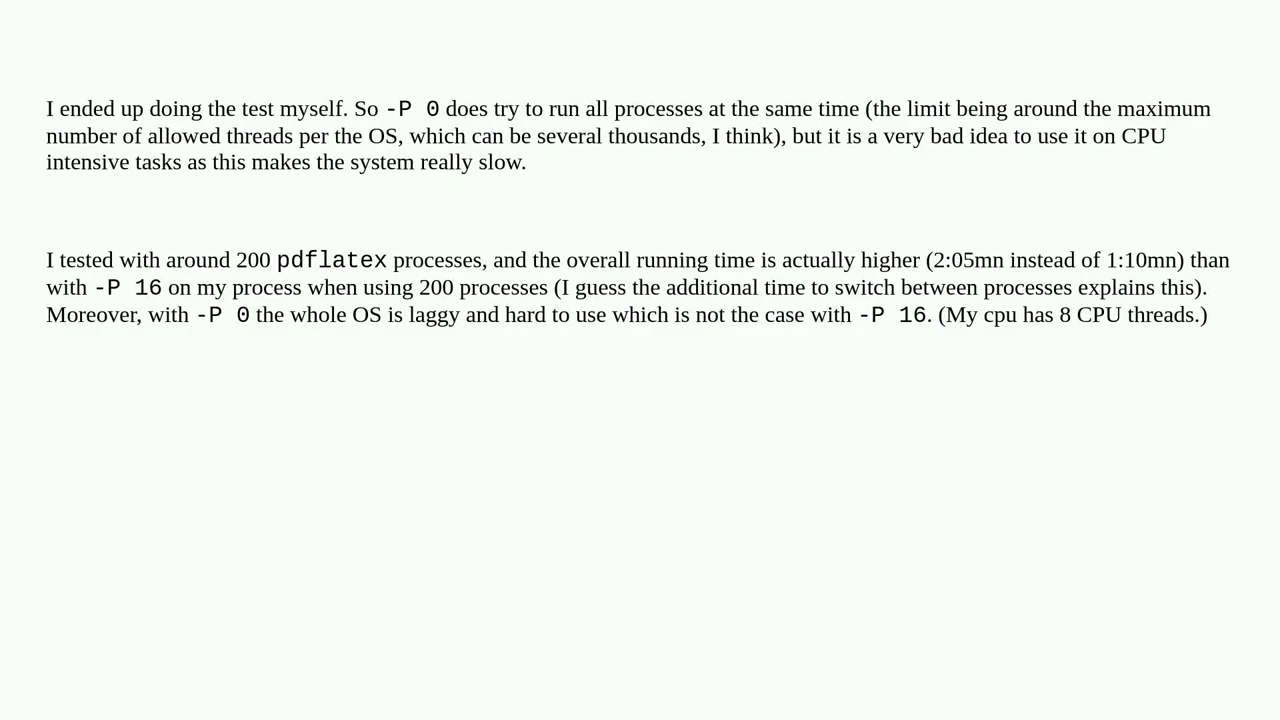 I ended up doing the test myself. So -P 0 does try to run all processes at the same time (the limit being around the maximum
number of allowed threads per the OS, which can be several thousands, I think), but it is a very bad idea to use it on CPU
intensive tasks as this makes the system really slow.
I tested with around 200 pdflatex processes, and the overall running time is actually higher (2:05mn instead of 1:10mn) than
with -P 16 on my process when using 200 processes (I guess the additional time to switch between processes explains this).
Moreover, with -P 0 the whole OS is laggy and hard to use which is not the case with -P 16. (My cpu has 8 CPU threads.)